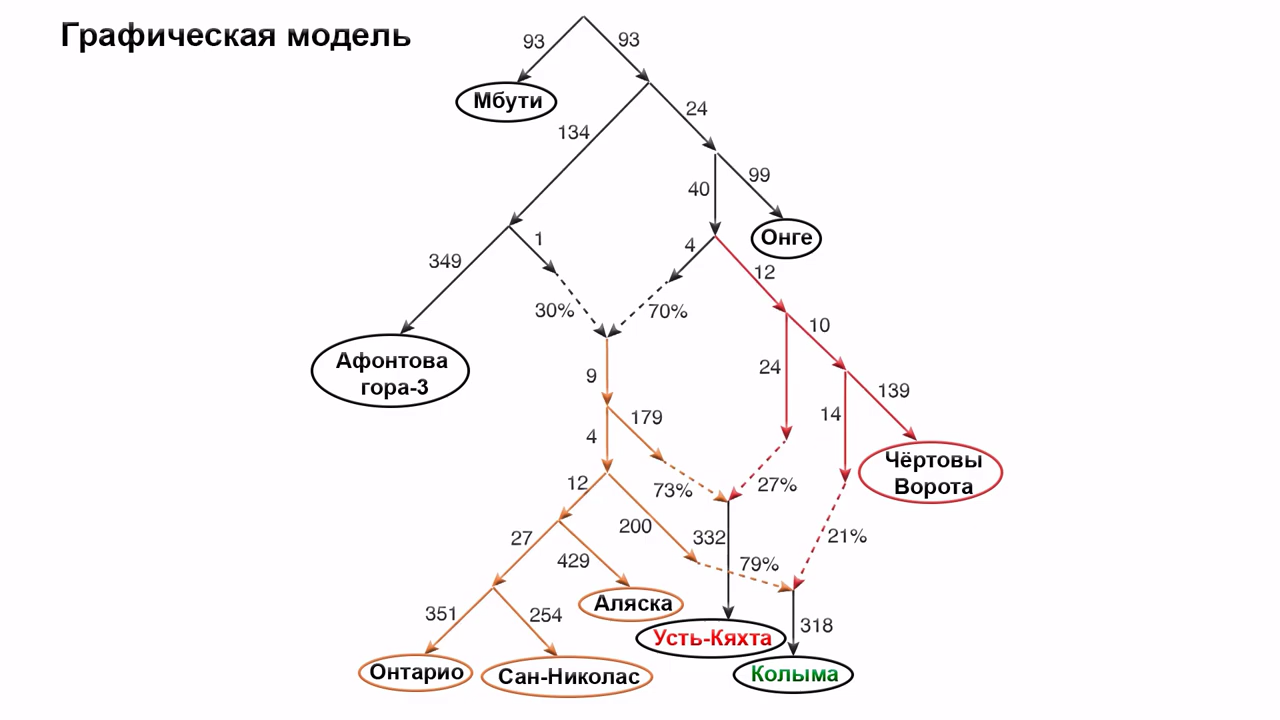 Графическая модель
93
93
Мбути
24
134
99
40
Онге
1
4
349
12
30%
70%
10
Афонтова
гора-3
9
24
139
179
14
4
Чёртовы
Ворота
12
73%
27%
200
332
21%
27
429
79%
Аляска
351
254
318
Усть-Кяхта
Онтарио
Сан-Николас
Колыма